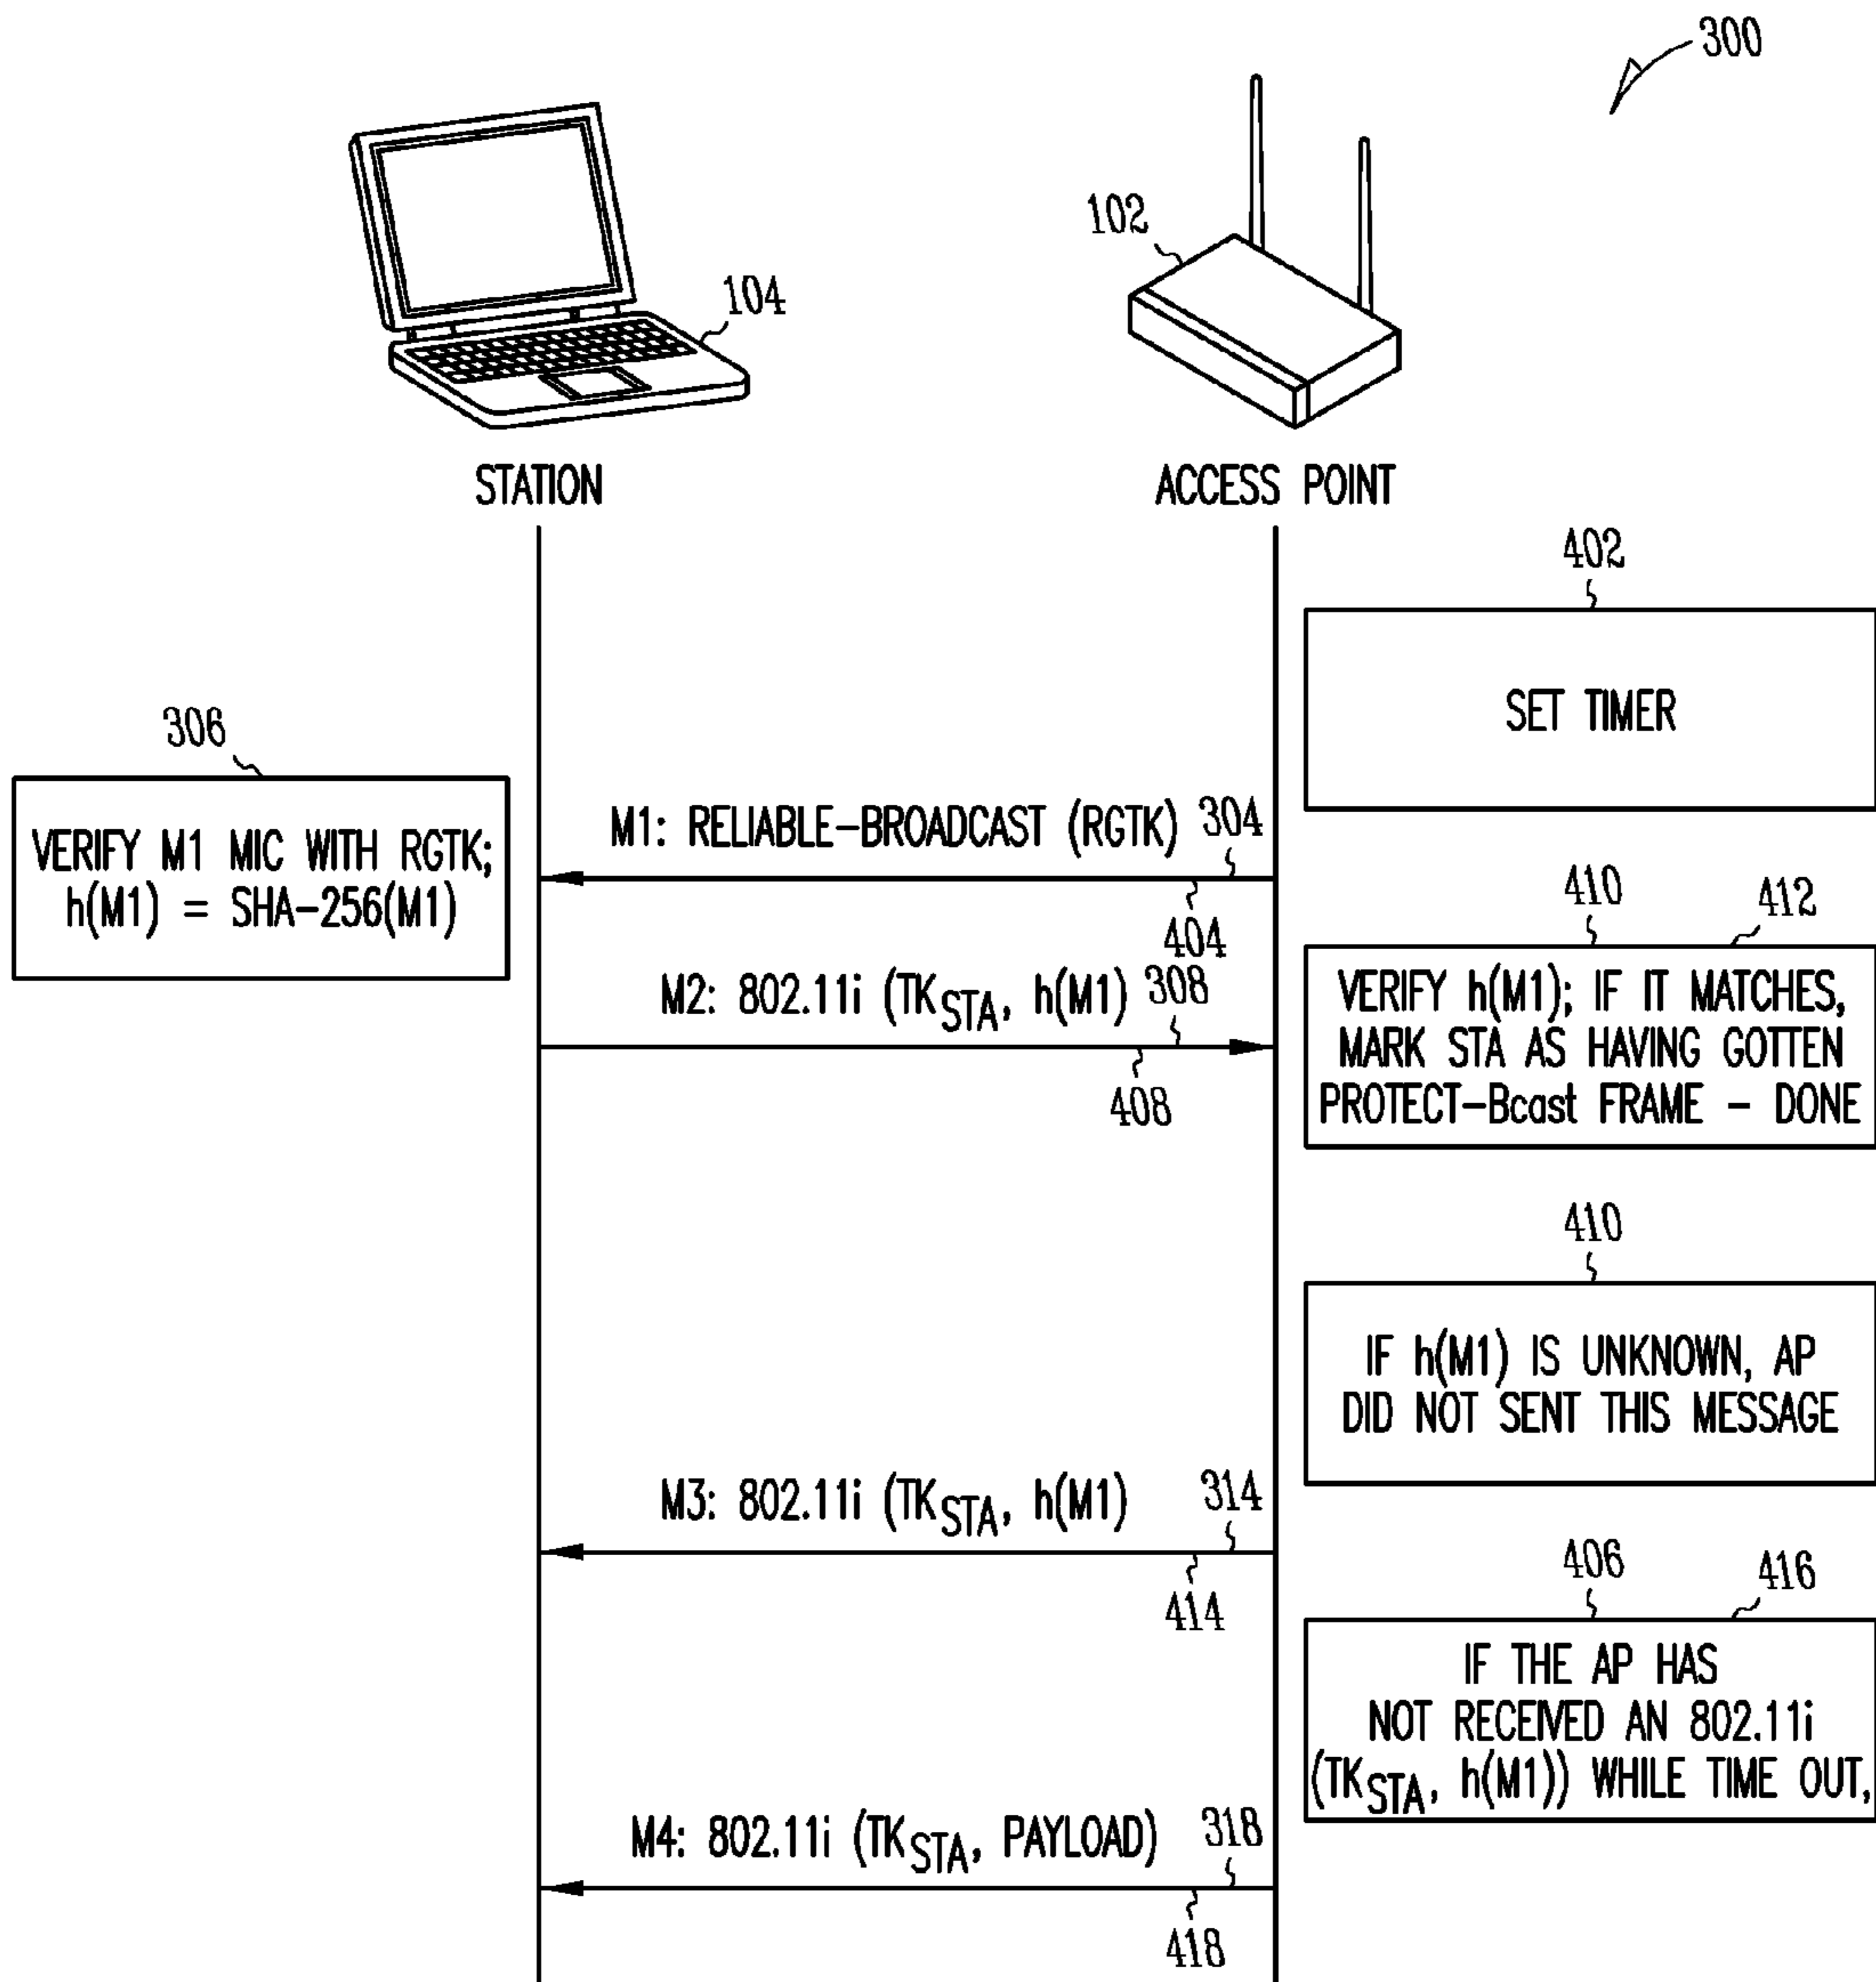 300
102
104
STATION
ACCESS POINT
402
SET TIMER
306
VERIFY M1 MIC WITH RGTK;
h(M1) = SHA-256(M1)
M1: RELIABLE-BROADCAST (RGTK)
304
404
410
412
VERIFY h(M1); IF IT MATCHES,
MARK STA AS HAVING GOTTEN
PROTECT-Bcast FRAME - DONE
M2: 802.11i (TKSTA, h(M1)
308
408
410
IF h(M1) IS UNKNOWN, AP
DID NOT SENT THIS MESSAGE
M3: 802.11i (TKSTA, h(M1)
314
414
406
416
IF THE AP HAS
NOT RECEIVED AN 802.11i
(TKSTA, h(M1)) WHILE TIME OUT,
M4: 802.11i (TKSTA, PAYLOAD)
318
418